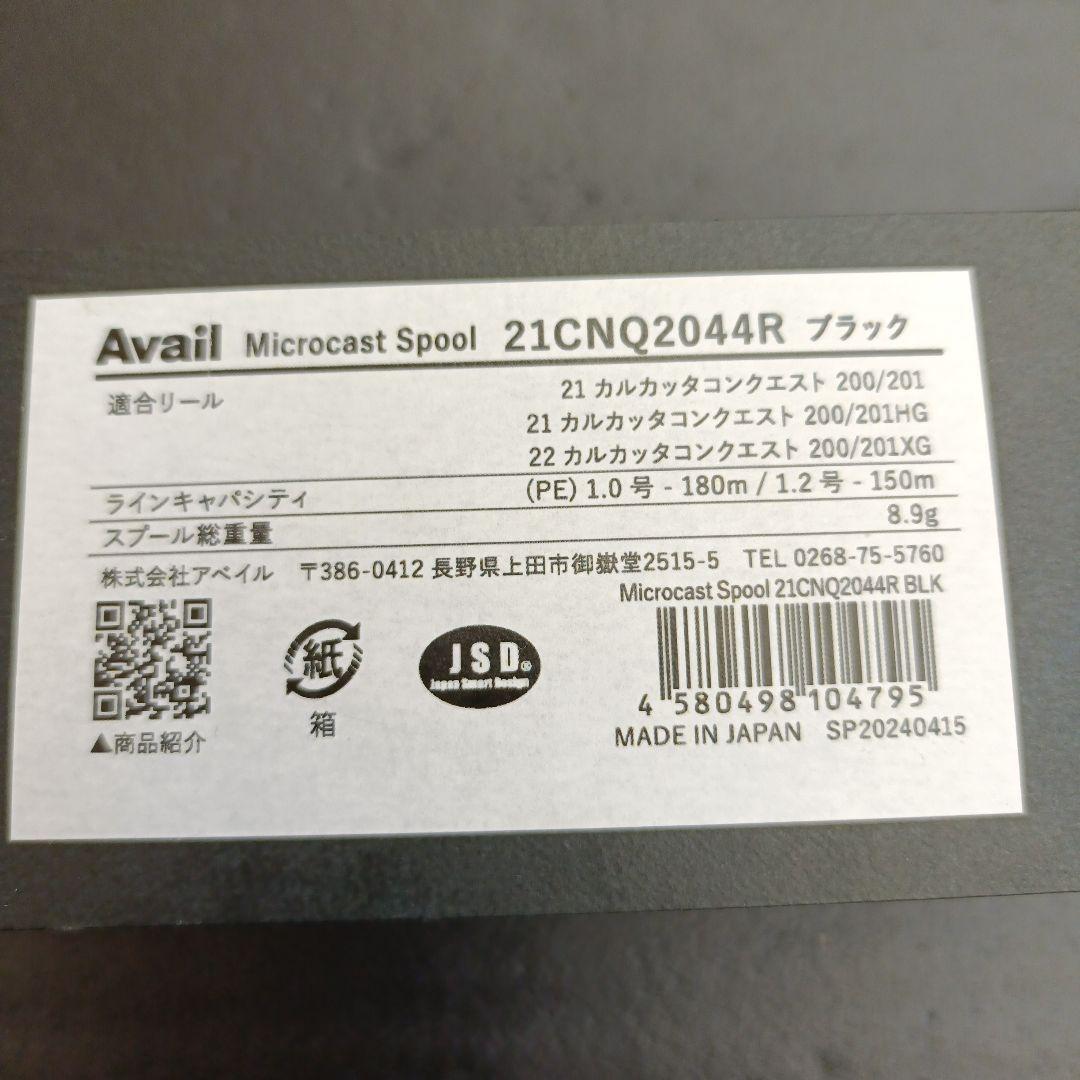 Avail Microcast Spool 21CNQ2044R ブラック
適合リール 21 カルカッタコンクエスト 200/201
21 カルカッタコンクエスト 200/201HG
22 カルカッタコンクエスト 200/201XG
ラインキャパシティ (PE) 1.0 号 - 180m / 1.2 号 - 150m
スプール総重量 8.9g
株式会社アベイル 〒386-0412 長野県上田市御嶽堂2515-5 TEL 0268-75-5760
Microcast Spool 21CNQ2044R BLK
紙
箱
JSD®
Japan Smart Design
4 580498 104795
▲商品紹介
MADE IN JAPAN SP20240415